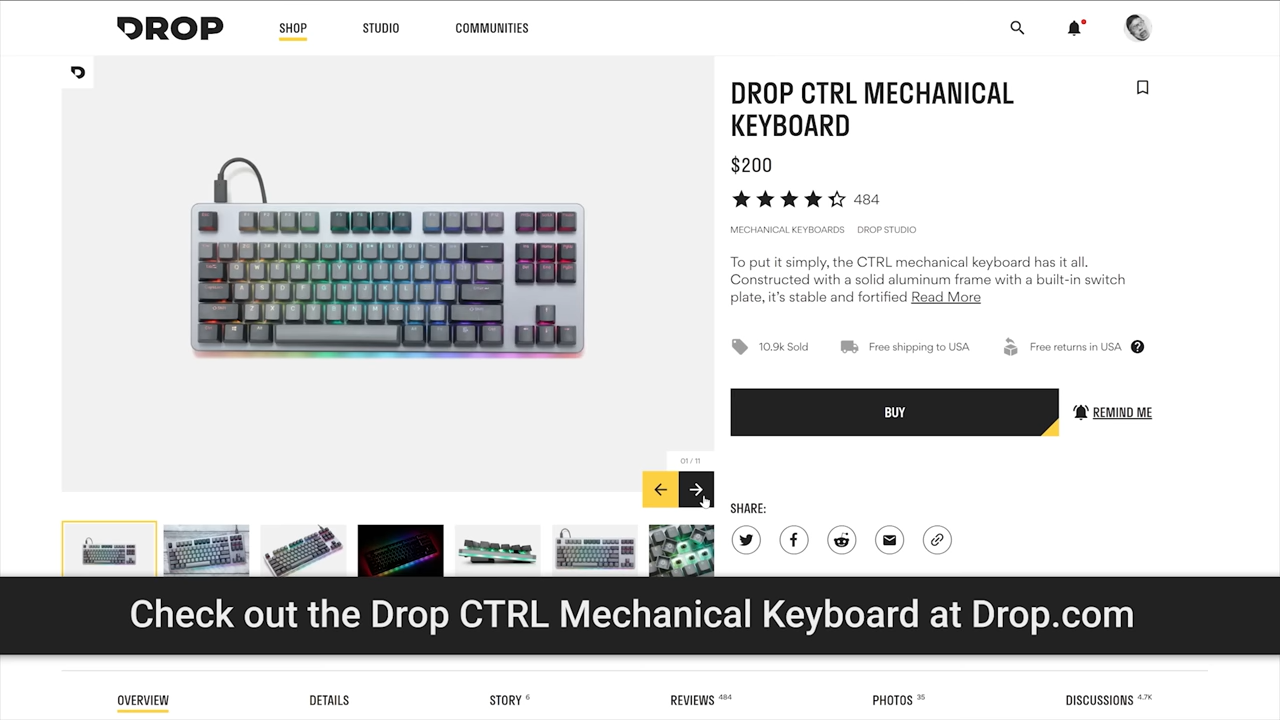 DROP
SHOP
STUDIO
COMMUNITIES
DROP CTRL MECHANICAL
KEYBOARD
$200
484
MECHANICAL KEYBOARDS
DROP STUDIO
To put it simply, the CTRL mechanical keyboard has it all.
Constructed with a solid aluminum frame with a built-in switch
plate, it’s stable and fortified Read More
10.9k Sold
Free shipping to USA
Free returns in USA ?
BUY
REMIND ME
01 / 11
SHARE:
Check out the Drop CTRL Mechanical Keyboard at Drop.com
OVERVIEW
DETAILS
STORY 6
REVIEWS 484
PHOTOS 35
DISCUSSIONS 4.7K